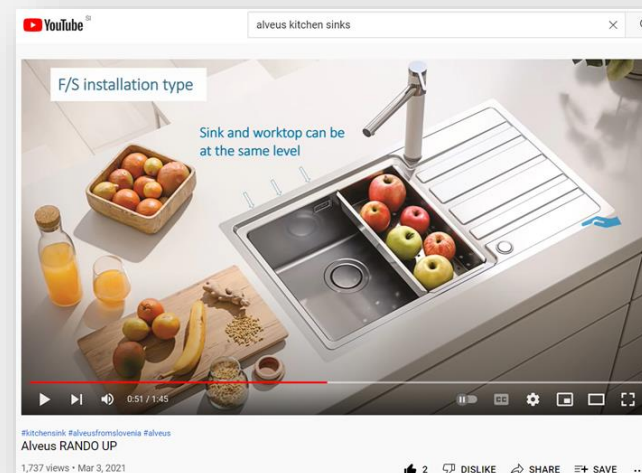 YouTube SI
alveus kitchen sinks
F/S installation type
Sink and worktop can be
at the same level
0:51 / 1:45
CC
#kitchensink #alveusfromslovenia #alveus
Alveus RANDO UP
1,737 views • Mar 3, 2021
2 DISLIKE SHARE SAVE